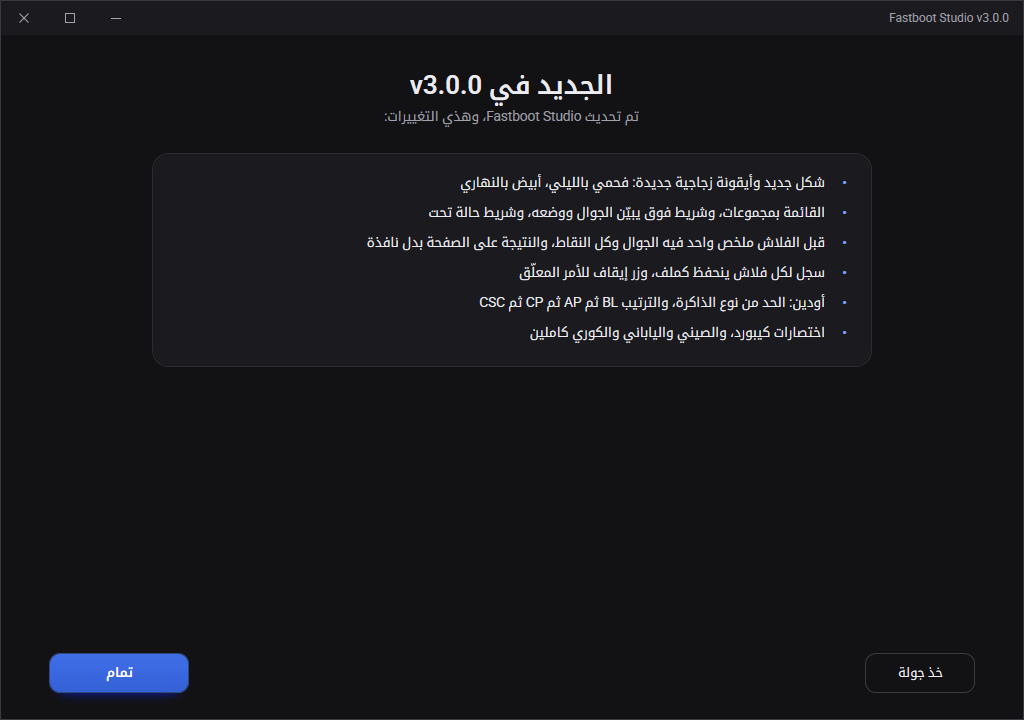 Fastboot Studio v3.0.0
الجديد في v3.0.0
تم تحديث Fastboot Studio، وهذي التغييرات:
• شكل جديد وأيقونة زجاجية جديدة: فحمي بالليلي، أبيض بالنهاري
• القائمة بمجموعات، وشريط فوق يبيّن الجوال ووضعه، وشريط حالة تحت
• قبل الفلاش ملخص واحد فيه الجوال وكل النقاط، والنتيجة على الصفحة بدل نافذة
• سجل لكل فلاش ينحفظ كملف، وزر إيقاف للأمر المعلّق
• أودين: الحد من نوع الذاكرة، والترتيب BL ثم AP ثم CP ثم CSC
• اختصارات كيبورد، والصيني والياباني والكوري كاملين
خذ جولة
تمام